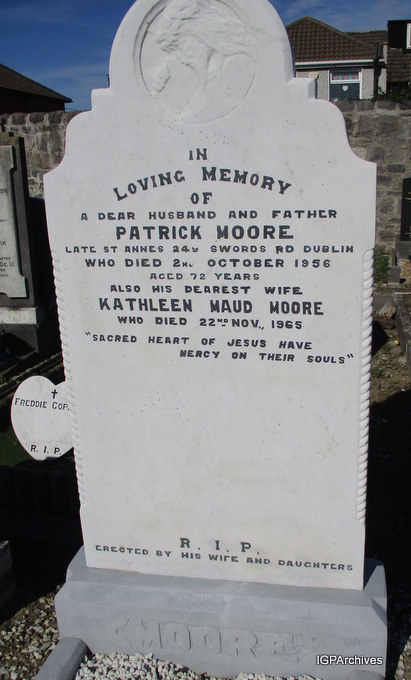 IN
LOVING MEMORY
OF
A DEAR HUSBAND AND FATHER
PATRICK MOORE
LATE ST ANNES 249 SWORDS RD DUBLIN
WHO DIED 2ND OCTOBER 1956
AGED 72 YEARS
ALSO HIS DEAREST WIFE
KATHLEEN MAUD MOORE
WHO DIED 22ND NOV., 1965
"SACRED HEART OF JESUS HAVE
MERCY ON THEIR SOULS"
R. I. P.
ERECTED BY HIS WIFE AND DAUGHTERS
MOORE
FREDDIE
R. I. P.
IGPArchives